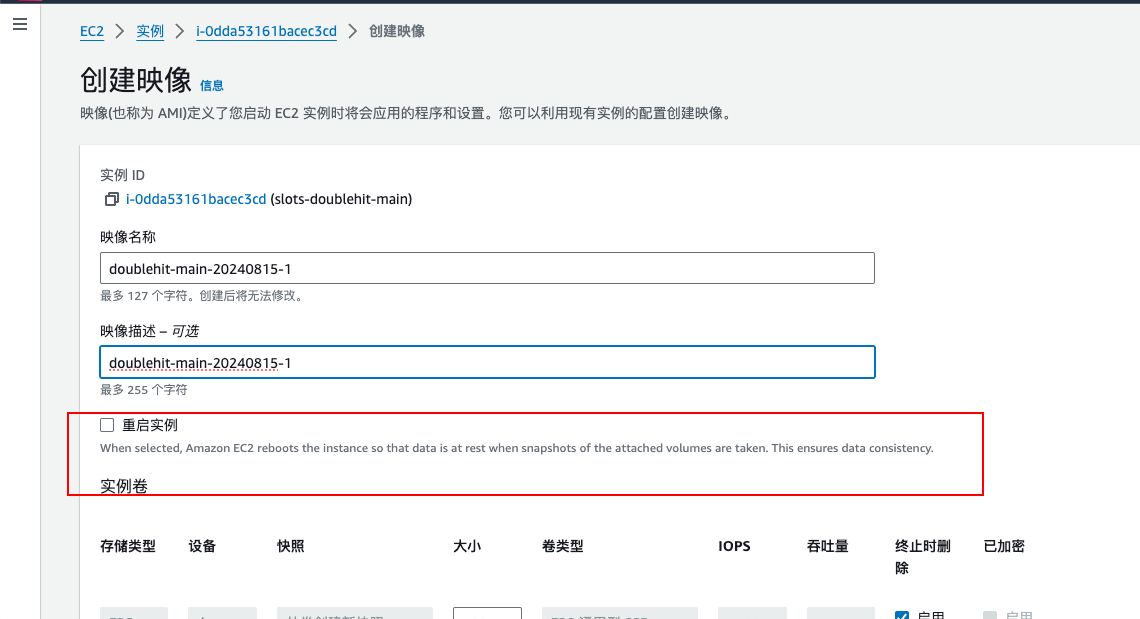 EC2 > 实例 > i-0dda53161bacec3cd > 创建映像
创建映像 信息
映像(也称为 AMI)定义了您启动 EC2 实例时将会应用的程序和设置。您可以利用现有实例的配置创建映像。
实例 ID
i-0dda53161bacec3cd (slots-doublehit-main)
映像名称
doublehit-main-20240815-1
最多 127 个字符。创建后将无法修改。
映像描述 – 可选
doublehit-main-20240815-1
最多 255 个字符
重启实例
When selected, Amazon EC2 reboots the instance so that data is at rest when snapshots of the attached volumes are taken. This ensures data consistency.
实例卷
存储类型 设备 快照 大小 卷类型 IOPS 吞吐量 终止时删除 已加密
启用 启用